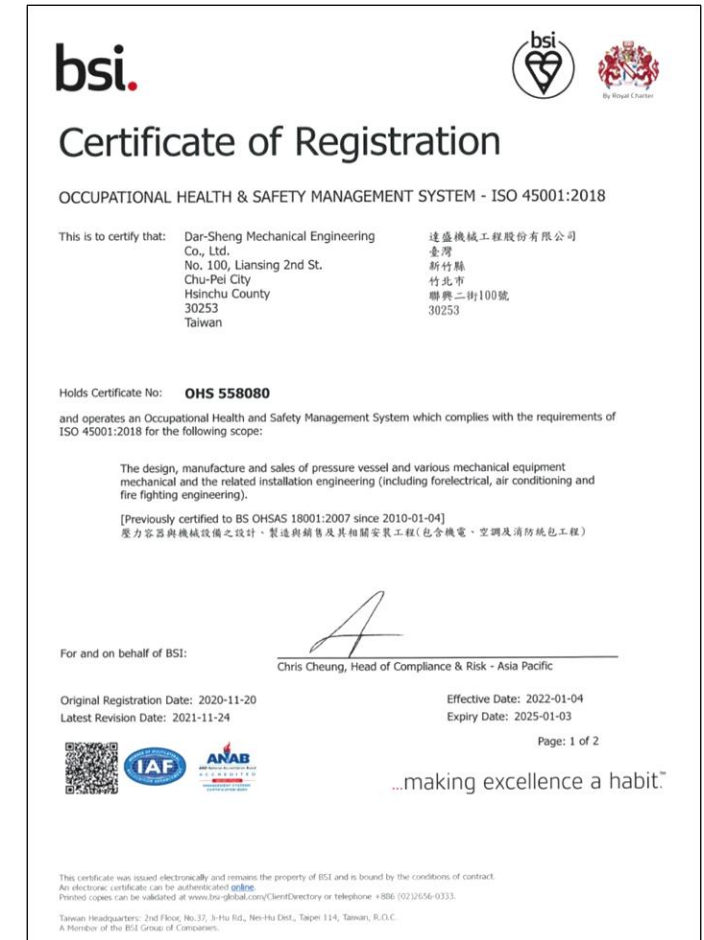 bsi.
bsi
By Royal Charter
Certificate of Registration
OCCUPATIONAL HEALTH & SAFETY MANAGEMENT SYSTEM - ISO 45001:2018
This is to certify that:
Dar-Sheng Mechanical Engineering
Co., Ltd.
No. 100, Liansing 2nd St.
Chu-Pei City
Hsinchu County
30253
Taiwan
達盛機械工程股份有限公司
臺灣
新竹縣
竹北市
聯興二街100號
30253
Holds Certificate No: OHS 558080
and operates an Occupational Health and Safety Management System which complies with the requirements of
ISO 45001:2018 for the following scope:
The design, manufacture and sales of pressure vessel and various mechanical equipment
mechanical and the related installation engineering (including forelectrical, air conditioning and
fire fighting engineering).
[Previously certified to BS OHSAS 18001:2007 since 2010-01-04]
壓力容器與機械設備之設計、製造與銷售及其相關安裝工程(包含機電、空調及消防統包工程)
For and on behalf of BSI:
Chris Cheung, Head of Compliance & Risk - Asia Pacific
Original Registration Date: 2020-11-20
Effective Date: 2022-01-04
Latest Revision Date: 2021-11-24
Expiry Date: 2025-01-03
Page: 1 of 2
IAF
ANAB
ACCREDITED
...making excellence a habit.™
This certificate was issued electronically and remains the property of BSI and is bound by the conditions of contract.
An electronic certificate can be authenticated online.
Printed copies can be validated at www.bsi-global.com/ClientDirectory or telephone +886 (02)2656-0333.
Taiwan Headquarters: 2nd Floor, No.37, Ji-Hu Rd., Nei-Hu Dist., Taipei 114, Taiwan, R.O.C.
A Member of the BSI Group of Companies.